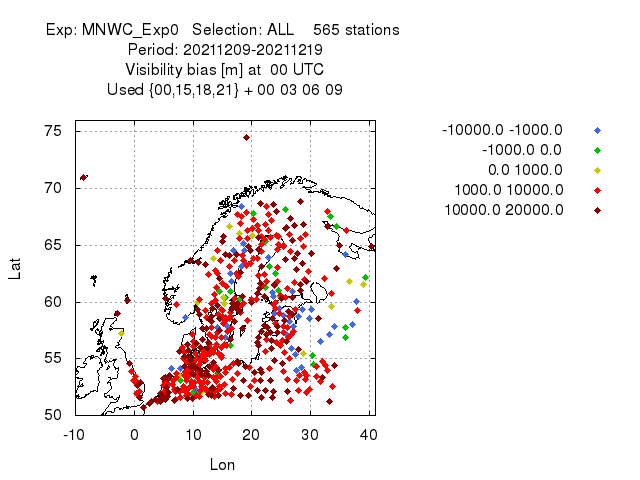 Exp: MNWC_Exp0 Selection: ALL 565 stations
Period: 20211209-20211219
Visibility bias [m] at 00 UTC
Used {00,15,18,21} + 00 03 06 09
-10000.0 -1000.0
-1000.0 0.0
0.0 1000.0
1000.0 10000.0
10000.0 20000.0
75
70
65
60
55
50
Lat
-10 0 10 20 30 40
Lon